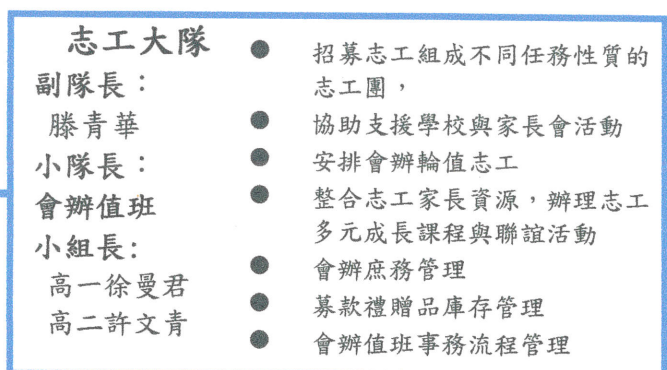 志工大隊
副隊長：
滕青華
小隊長：
會辦值班
小組長:
高一徐曼君
高二許文青
● 招募志工組成不同任務性質的
志工團，
● 協助支援學校與家長會活動
● 安排會辦輪值志工
● 整合志工家長資源，辦理志工
多元成長課程與聯誼活動
● 會辦庶務管理
● 募款禮贈品庫存管理
● 會辦值班事務流程管理